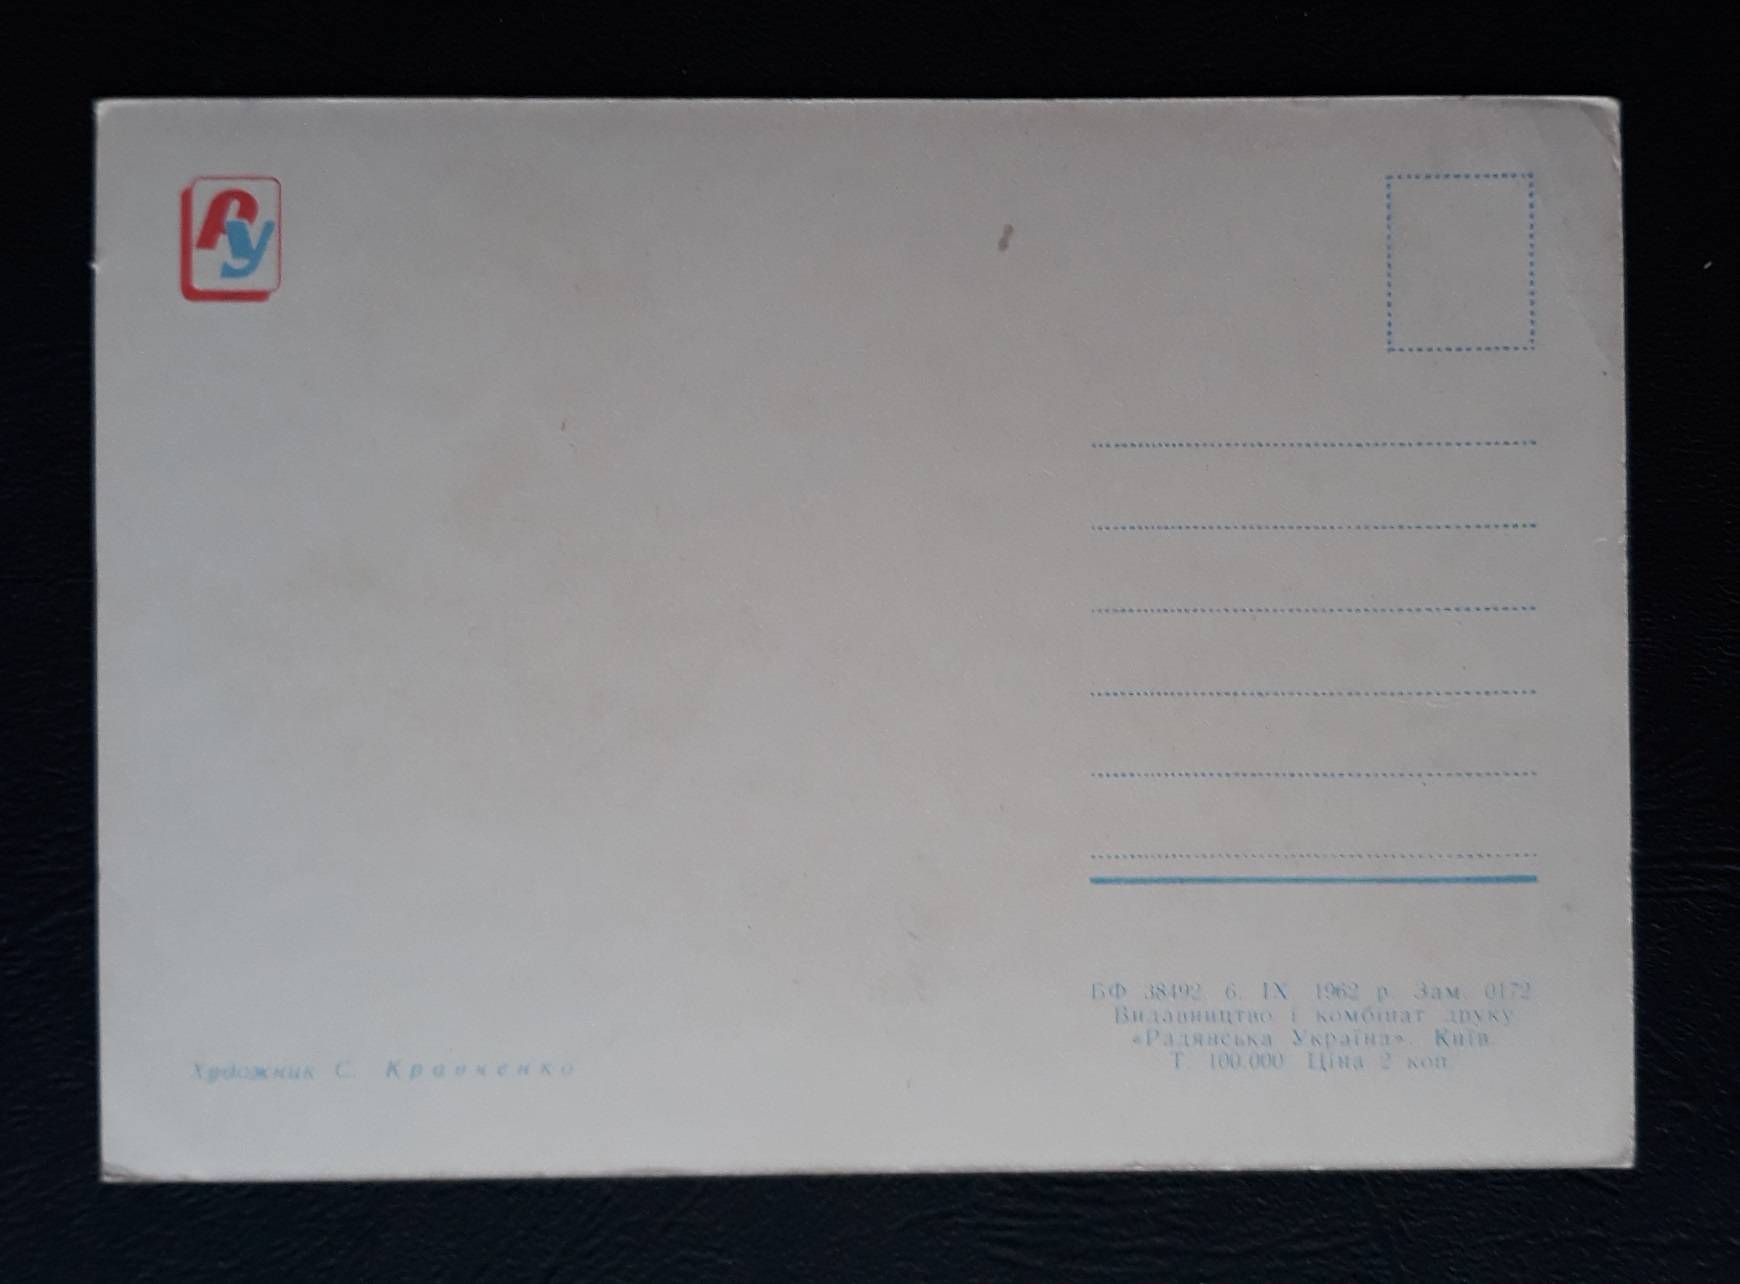 РУ
БФ 38492. 6. IX 1962 р. Зам. 0172
Видавництво і комбінат друку
«Радянська Україна». Київ.
Т. 100.000 Ціна 2 коп.
Художник С. Кравченко